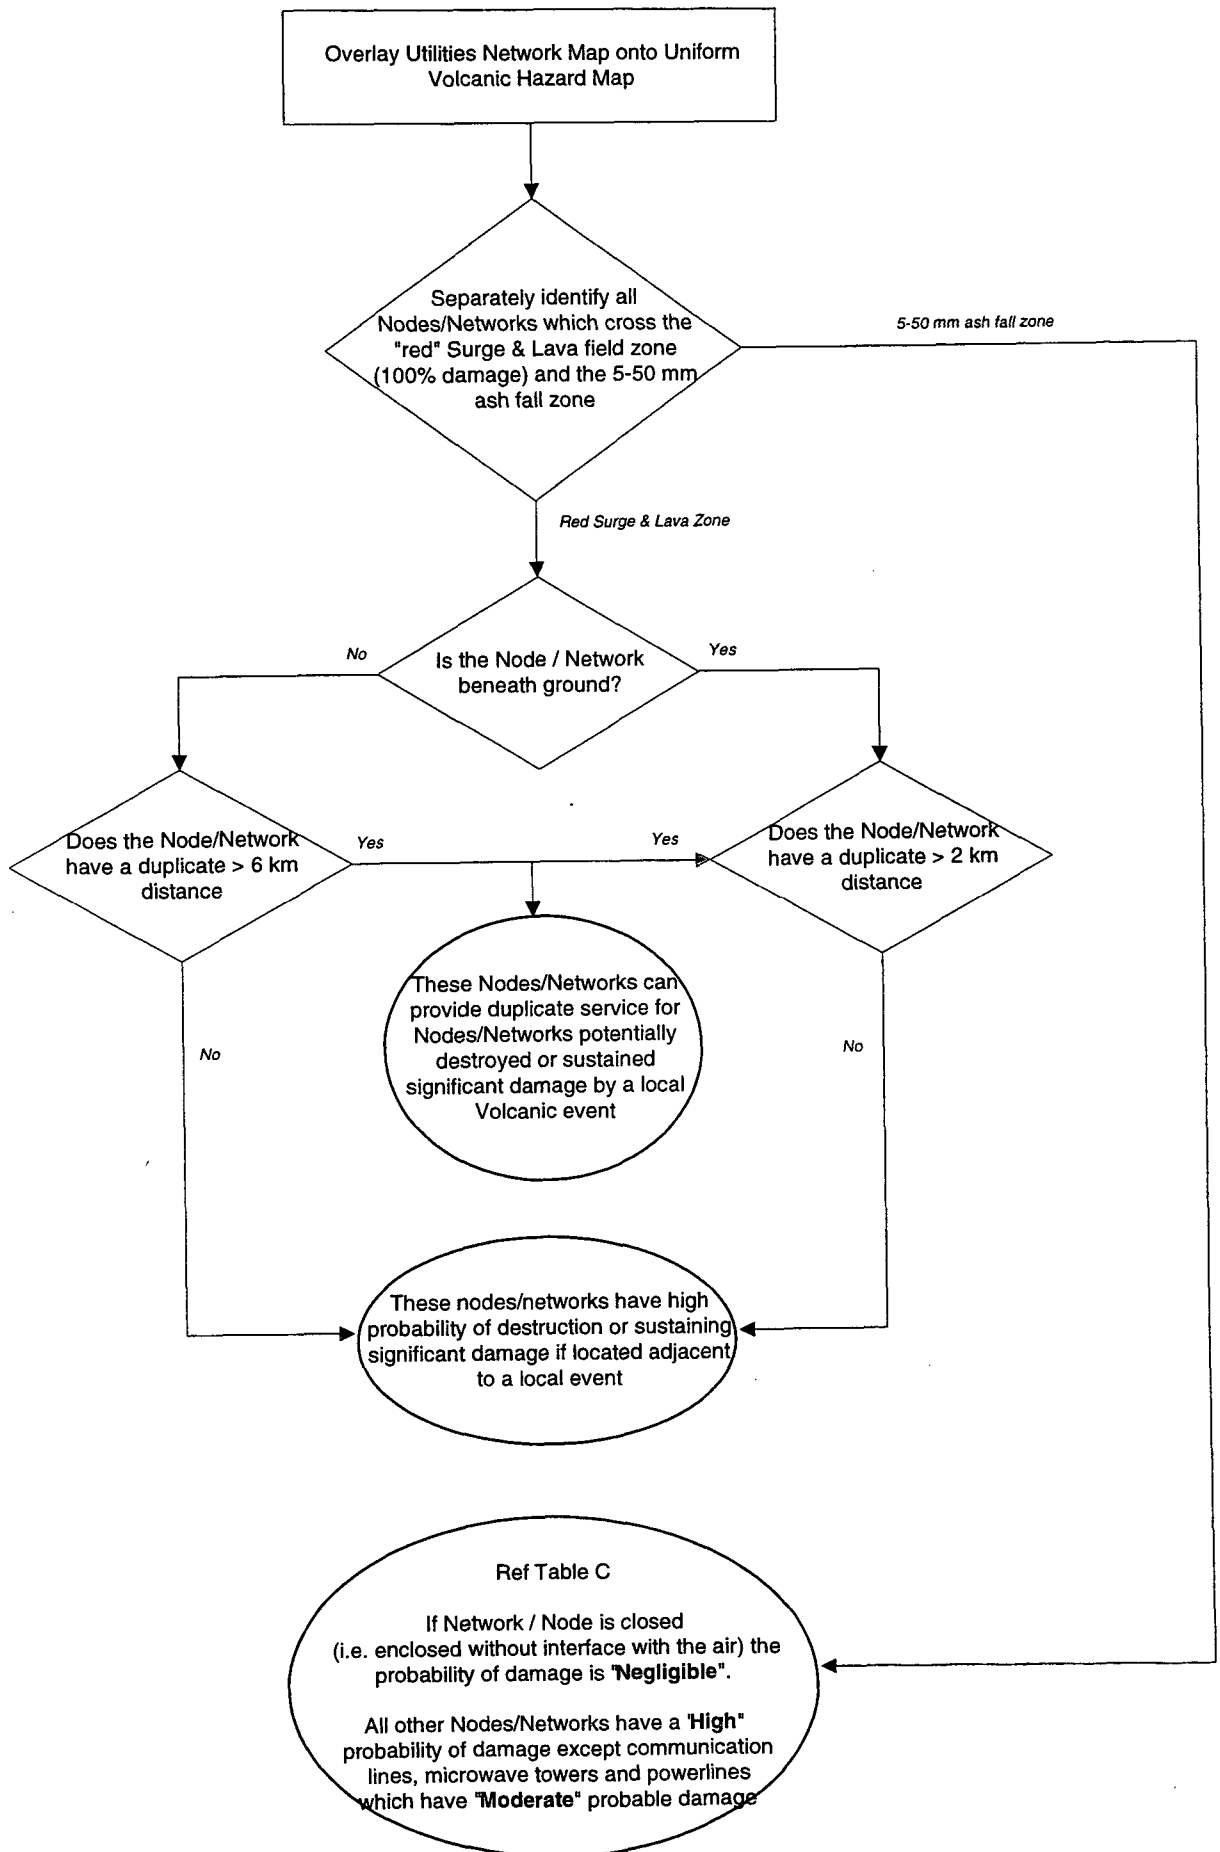 Overlay Utilities Network Map onto Uniform
Volcanic Hazard Map
Separately identify all
Nodes/Networks which cross the
"red" Surge & Lava field zone
(100% damage) and the 5-50 mm
ash fall zone
5-50 mm ash fall zone
Red Surge & Lava Zone
No
Is the Node / Network
beneath ground?
Yes
Does the Node/Network
have a duplicate > 6 km
distance
Yes
Yes
Does the Node/Network
have a duplicate > 2 km
distance
These Nodes/Networks can
provide duplicate service for
Nodes/Networks potentially
destroyed or sustained
significant damage by a local
Volcanic event
No
No
These nodes/networks have high
probability of destruction or sustaining
significant damage if located adjacent
to a local event
Ref Table C
If Network / Node is closed
(i.e. enclosed without interface with the air) the
probability of damage is "Negligible".
All other Nodes/Networks have a "High"
probability of damage except communication
lines, microwave towers and powerlines
which have "Moderate" probable damage